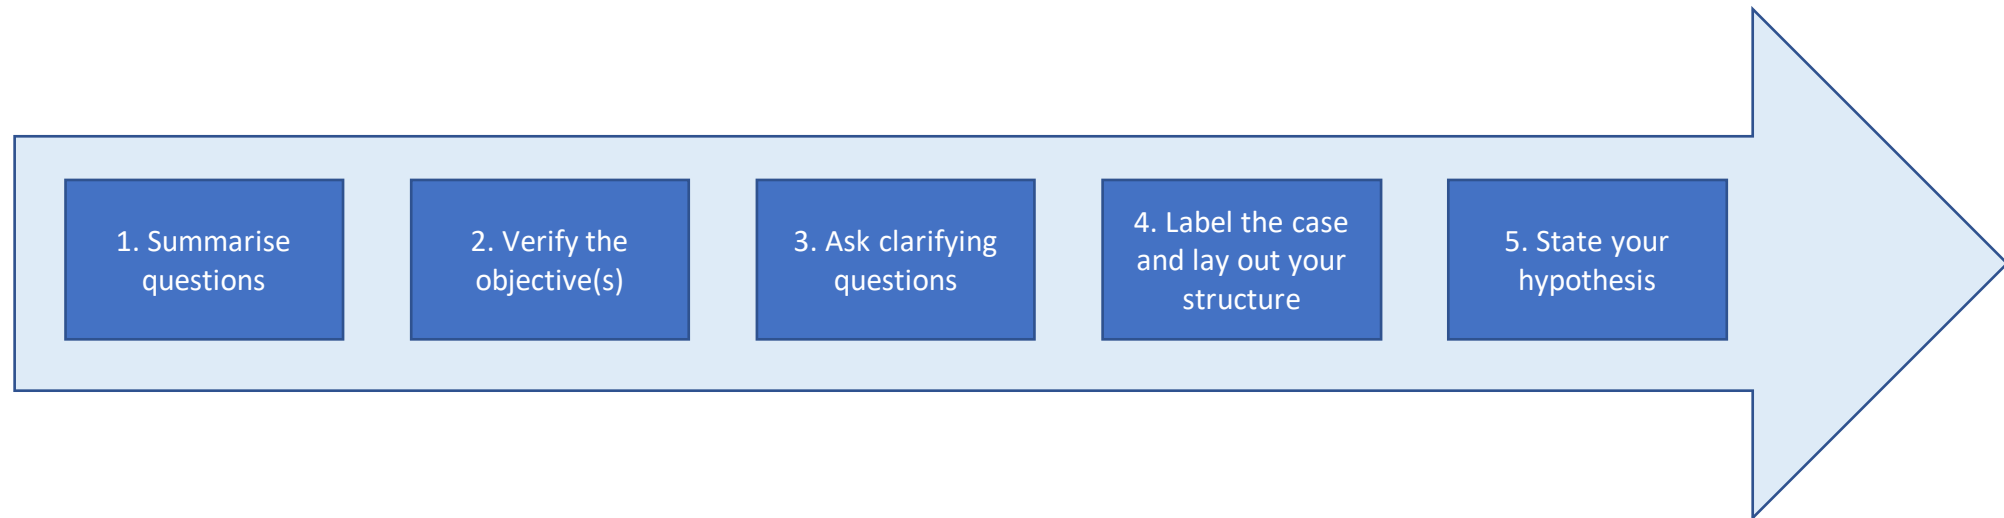 1. Summarise
questions
2. Verify the
objective(s)
3. Ask clarifying
questions
4. Label the case
and lay out your
structure
5. State your
hypothesis